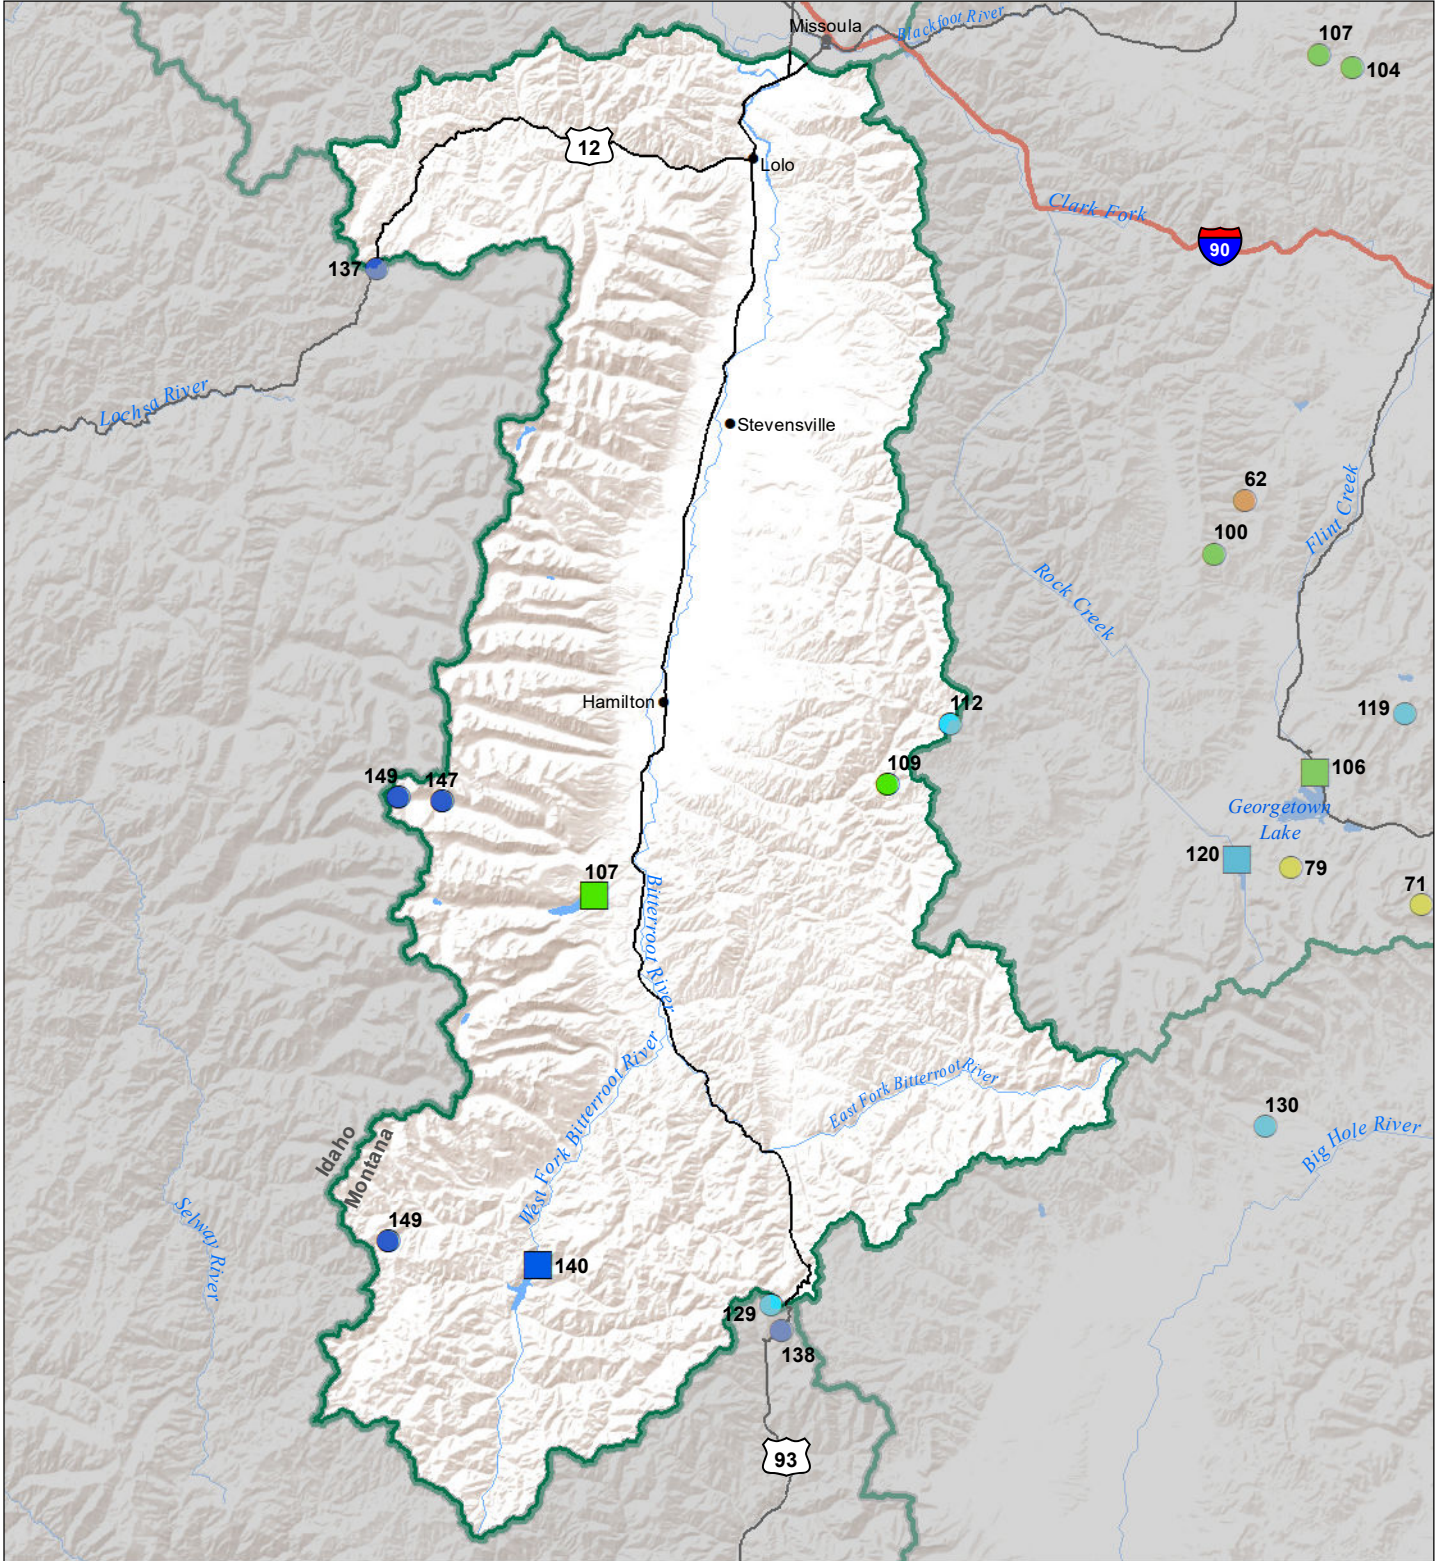 Missoula
Blackfoot River
107
104
12
Lolo
Clark Fork
90
137
Lochsa River
Stevensville
62
Flint Creek
100
Rock Creek
Hamilton
112
119
109
106
149
147
Georgetown
Lake
120
79
107
71
Bitterroot River
West Fork Bitterroot River
East Fork Bitterroot River
130
Big Hole River
Idaho
Montana
Selway River
149
140
129
138
93